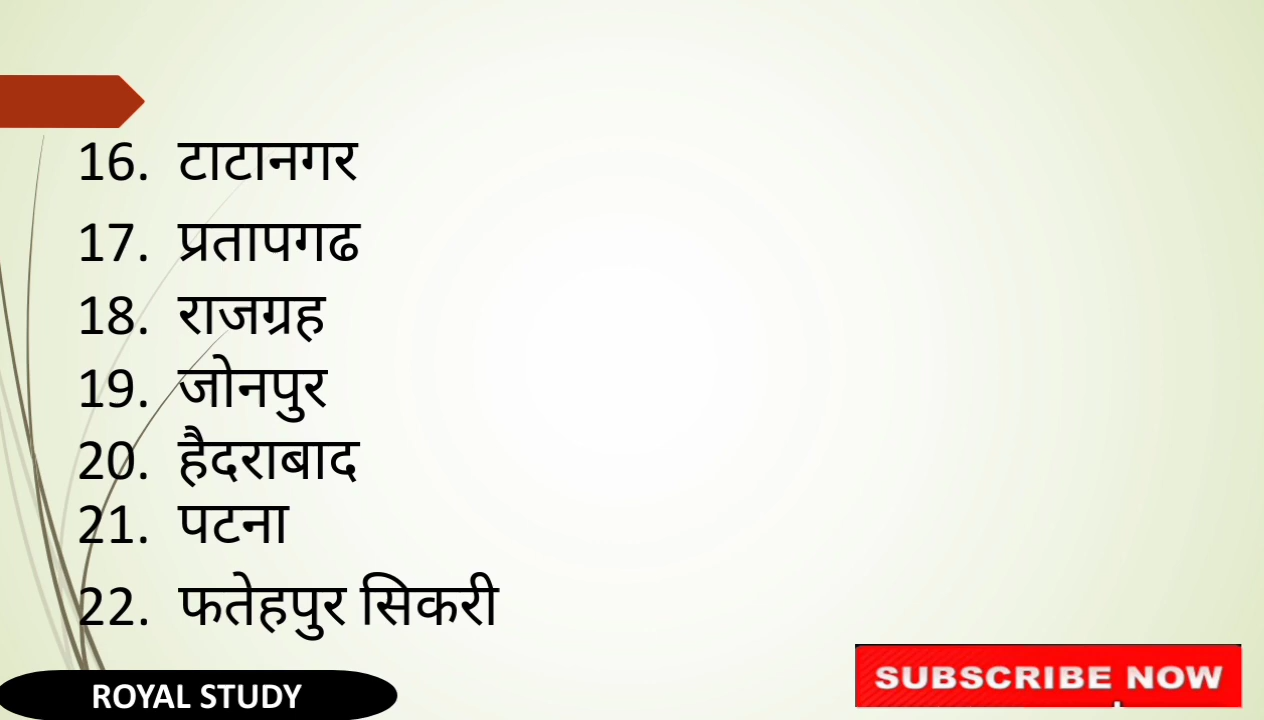 16. टाटानगर
17. प्रतापगढ
18. राजग्रह
19. जोनपुर
20. हैदराबाद
21. पटना
22. फतेहपुर सिकरी
ROYAL STUDY
SUBSCRIBE NOW